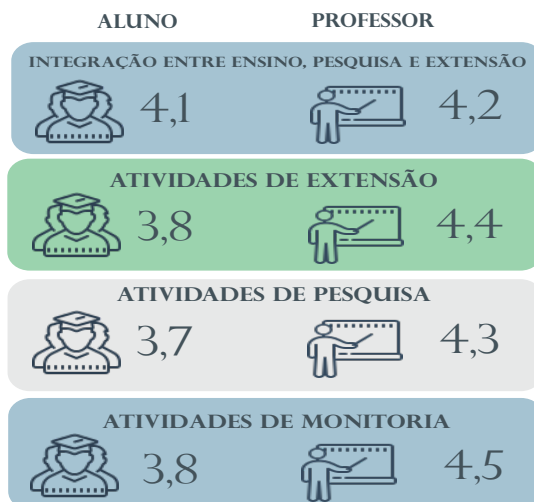 ALUNO PROFESSOR
INTEGRAÇÃO ENTRE ENSINO, PESQUISA E EXTENSÃO
4,1 4,2
ATIVIDADES DE EXTENSÃO
3,8 4,4
ATIVIDADES DE PESQUISA
3,7 4,3
ATIVIDADES DE MONITORIA
3,8 4,5